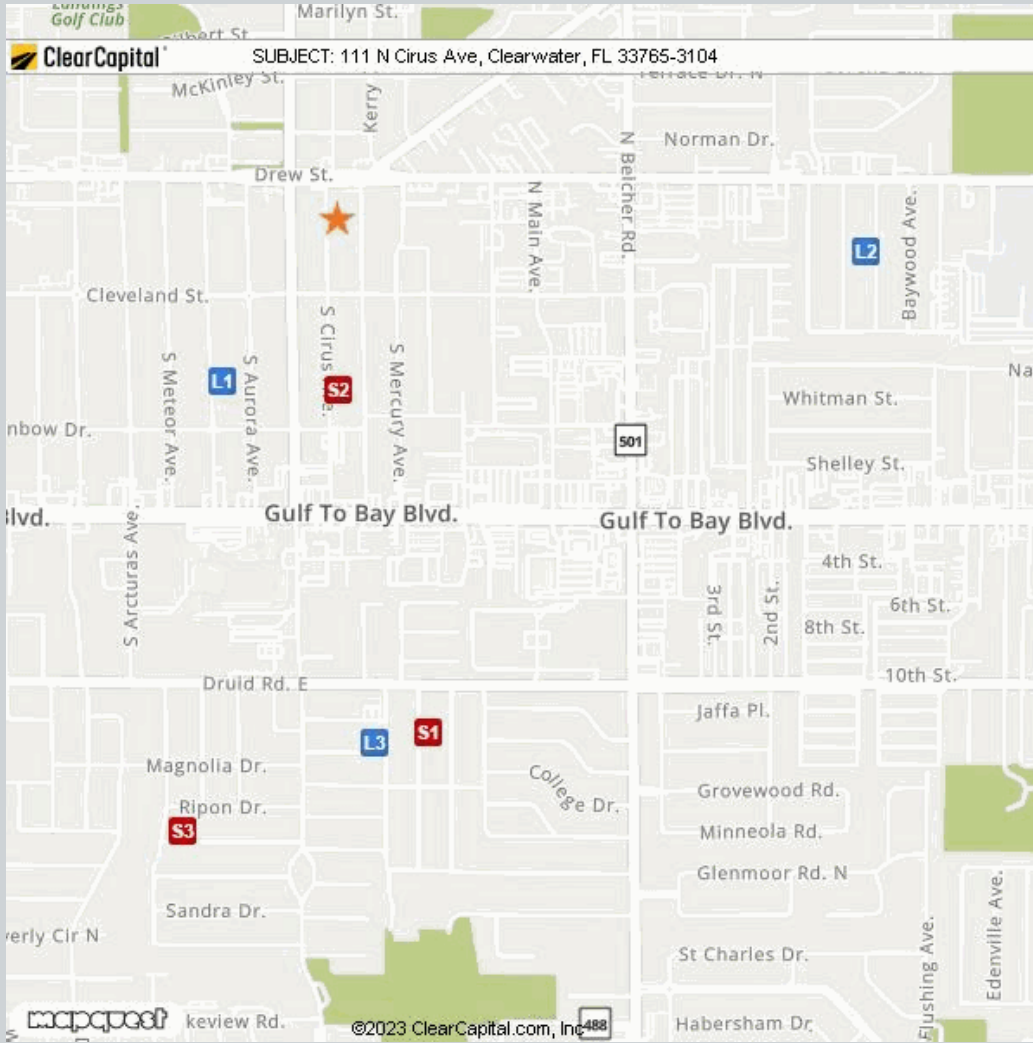 Landings
Golf Club
Marilyn St.
ClearCapital
SUBJECT: 111 N Cirus Ave, Clearwater, FL 33765-3104
McKinley St.
Kerry
Terrace Dr. N
Norman Dr.
N Belcher Rd.
Drew St.
N Main Ave.
Baywood Ave.
L2
Cleveland St.
S Cirus
S Meteor Ave.
L1
S Aurora Ave.
S2
S Mercury Ave.
Na
Whitman St.
nbow Dr.
501
Shelley St.
Blvd.
Gulf To Bay Blvd.
Gulf To Bay Blvd.
S Arcturas Ave.
4th St.
3rd St.
2nd St.
6th St.
8th St.
Druid Rd. E
10th St.
Jaffa Pl.
L3
S1
Magnolia Dr.
College Dr.
Grovewood Rd.
Ripon Dr.
S3
Minneola Rd.
Glenmoor Rd. N
Sandra Dr.
Edenville Ave.
verly Cir N
Flushing Ave.
St Charles Dr.
mapquest
keview Rd.
©2023 ClearCapital.com, Inc
488
Habersham Dr.